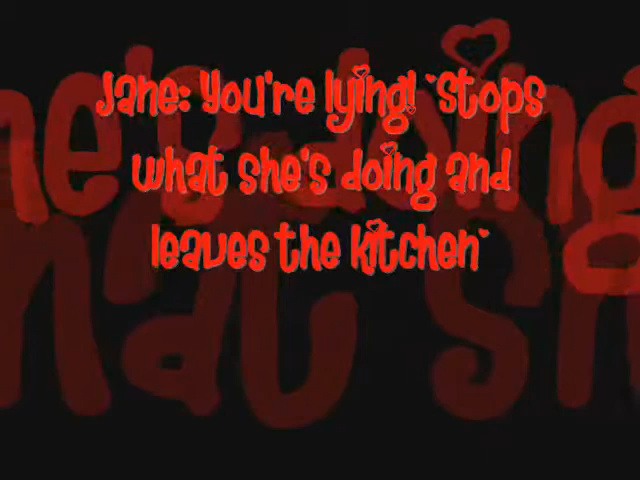 Jane: You're lying! *Stops
what she's doing and
leaves the kitchen*